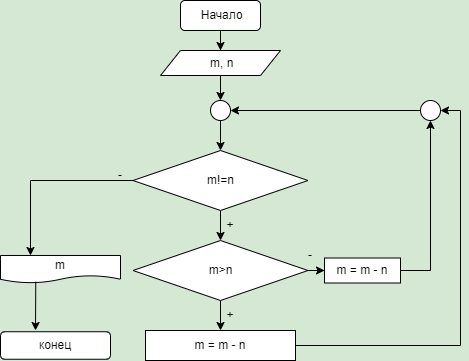 Начало
m, n
m!=n
-
+
m
m>n
-
m = m - n
+
m = m - n
конец